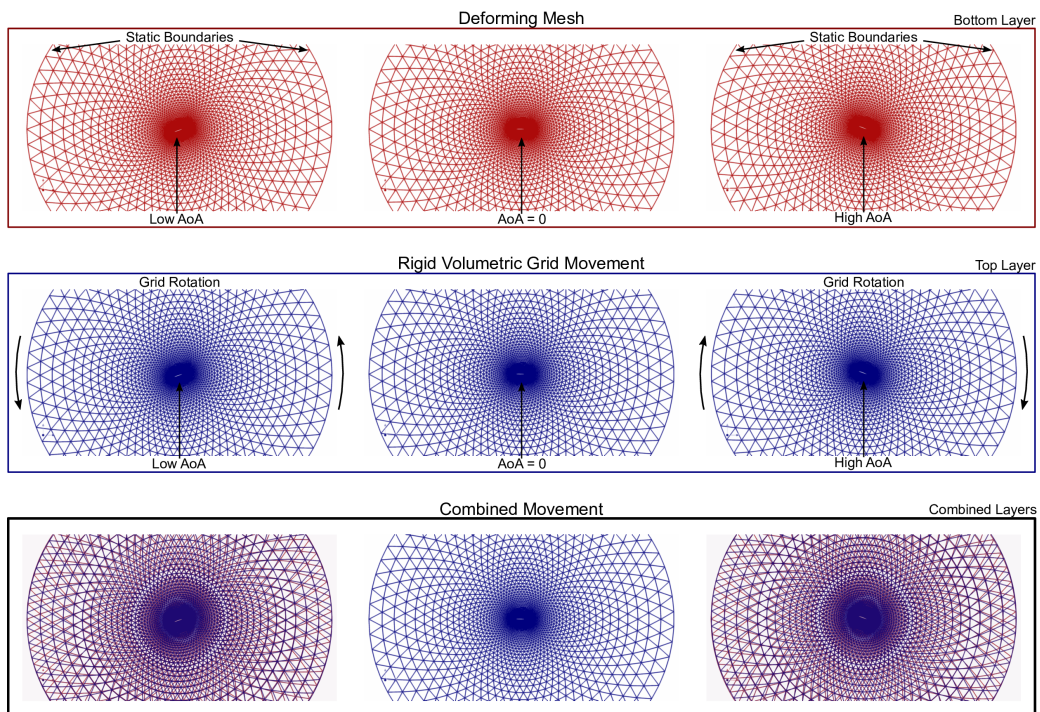 Deforming Mesh
Bottom Layer
Static Boundaries
Static Boundaries
Low AoA
AoA = 0
High AoA
Rigid Volumetric Grid Movement
Top Layer
Grid Rotation
Grid Rotation
Low AoA
AoA = 0
High AoA
Combined Movement
Combined Layers